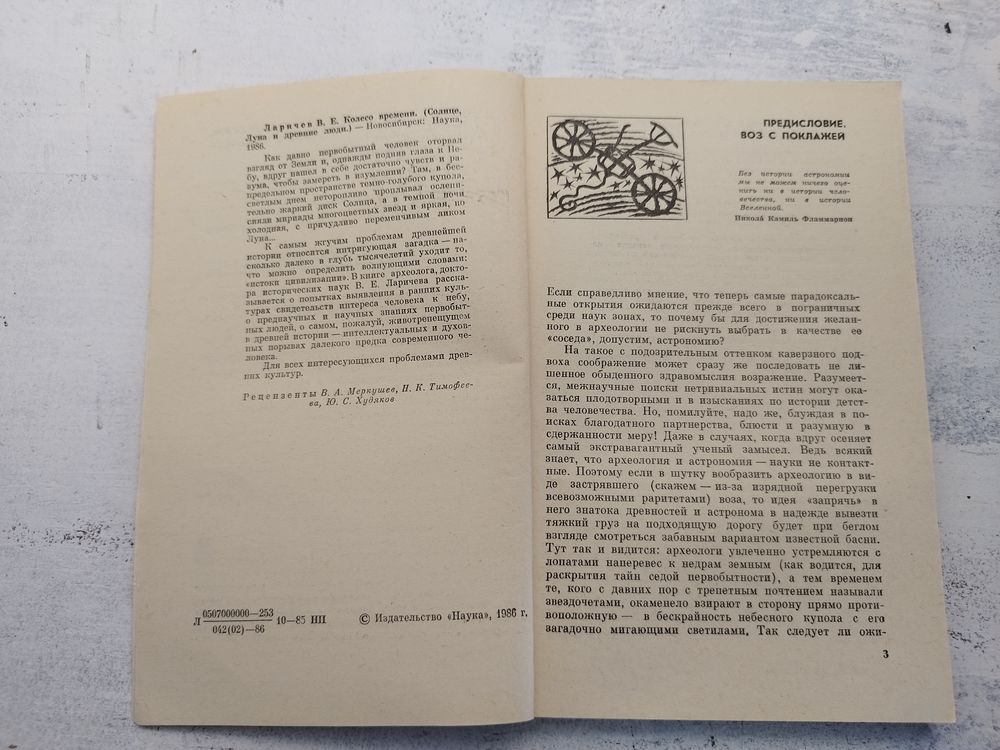 Ларичев В. Е. Колесо времени. (Солнце,
Луна и древние люди.) — Новосибирск: Наука,
1986.
Как давно первобытный человек оторвал
взгляд от Земли и, однажды подняв глаза к Не-
бу, вдруг нашел в себе достаточно чувств и ра-
зума, чтобы замереть в изумлении? Там, в бес-
предельном пространстве темно-голубого купола,
светлым днем неторопливо проплывал ослепи-
тельно жаркий диск Солнца, а в темной ночи
сияли мириады многоцветных звезд и яркая, но
холодная, с причудливо переменчивым ликом
Луна...
К самым жгучим проблемам древнейшей
истории относится интригующая загадка — на-
сколько далеко в глубь тысячелетий уходит то,
что можно определить волнующими словами:
«истоки цивилизации». В книге археолога, докто-
ра исторических наук В. Е. Ларичева расска-
зывается о попытках выявления в ранних куль-
турах свидетельств интереса человека к небу,
о преднаучных и научных знаниях первобыт-
ных людей, о самом, пожалуй, животрепещущем
в древней истории — интеллектуальных и духов-
ных порывах далекого предка современного че-
ловека.
Для всех интересующихся проблемами древ-
них культур.
Рецензенты В. А. Меркушев, Н. К. Тимофее-
ва, Ю. С. Худяков
Л 0507000000—253
042(02)—86 10—85 НП
© Издательство «Наука», 1986 г.
ПРЕДИСЛОВИЕ.
ВОЗ С ПОКЛАЖЕЙ
Без истории астрономии
мы не можем ничего оце-
нить ни в истории чело-
вечества, ни в истории
Вселенной.
Никола́ Камиль Фламмарион
Если справедливо мнение, что теперь самые парадоксаль-
ные открытия ожидаются прежде всего в пограничных
среди наук зонах, то почему бы для достижения желан-
ного в археологии не рискнуть выбрать в качестве ее
«соседа», допустим, астрономию?
На такое с подозрительным оттенком каверзного под-
воха соображение может сразу же последовать не ли-
шенное обыденного здравомыслия возражение. Разумеет-
ся, межнаучные поиски нетривиальных истин могут ока-
заться плодотворными и в изысканиях по истории детст-
ва человечества. Но, помилуйте, надо же, блуждая в по-
исках благодатного партнерства, блюсти и разумную в
сдержанности меру! Даже в случаях, когда вдруг осеняет
самый экстравагантный ученый замысел. Ведь всякий
знает, что археология и астрономия — науки не контакт-
ные. Поэтому если в шутку вообразить археологию в ви-
де застрявшего (скажем — из-за изрядной перегрузки
всевозможными раритетами) воза, то идея «запрячь» в
него знатока древностей и астронома в надежде вывезти
тяжкий груз на подходящую дорогу будет при беглом
взгляде смотреться забавным вариантом известной басни.
Тут так и видится: археологи увлеченно устремляются с
лопатами наперевес к недрам земным (как водится, для
раскрытия тайн седой первобытности), а тем временем
те, кого с давних пор с трепетным почтением называли
звездочетами, окаменело взирают в сторону прямо проти-
воположную — в бескрайность небесного купола с его
загадочно мигающими светилами. Так следует ли ожи-
3